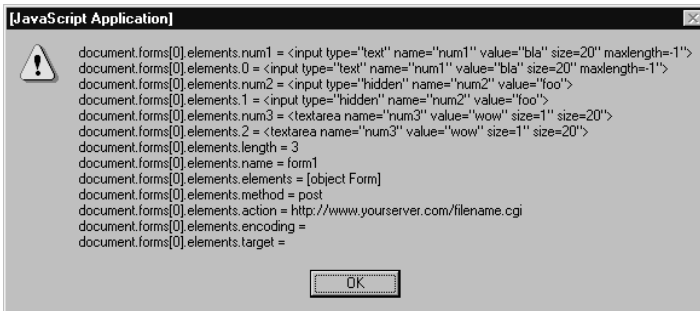 [JavaScript Application]
document.forms[0].elements.num1 = <input type="text" name="num1" value="bla" size=20" maxlength=-1">
document.forms[0].elements.0 = <input type="text" name="num1" value="bla" size=20" maxlength=-1">
document.forms[0].elements.num2 = <input type="hidden" name="num2" value="foo">
document.forms[0].elements.1 = <input type="hidden" name="num2" value="foo">
document.forms[0].elements.num3 = <textarea name="num3" value="wow" size=1" size=20">
document.forms[0].elements.2 = <textarea name="num3" value="wow" size=1" size=20">
document.forms[0].elements.length = 3
document.forms[0].elements.name = form1
document.forms[0].elements.elements = [object Form]
document.forms[0].elements.method = post
document.forms[0].elements.action = http://www.yourserver.com/filename.cgi
document.forms[0].elements.encoding =
document.forms[0].elements.target =
OK